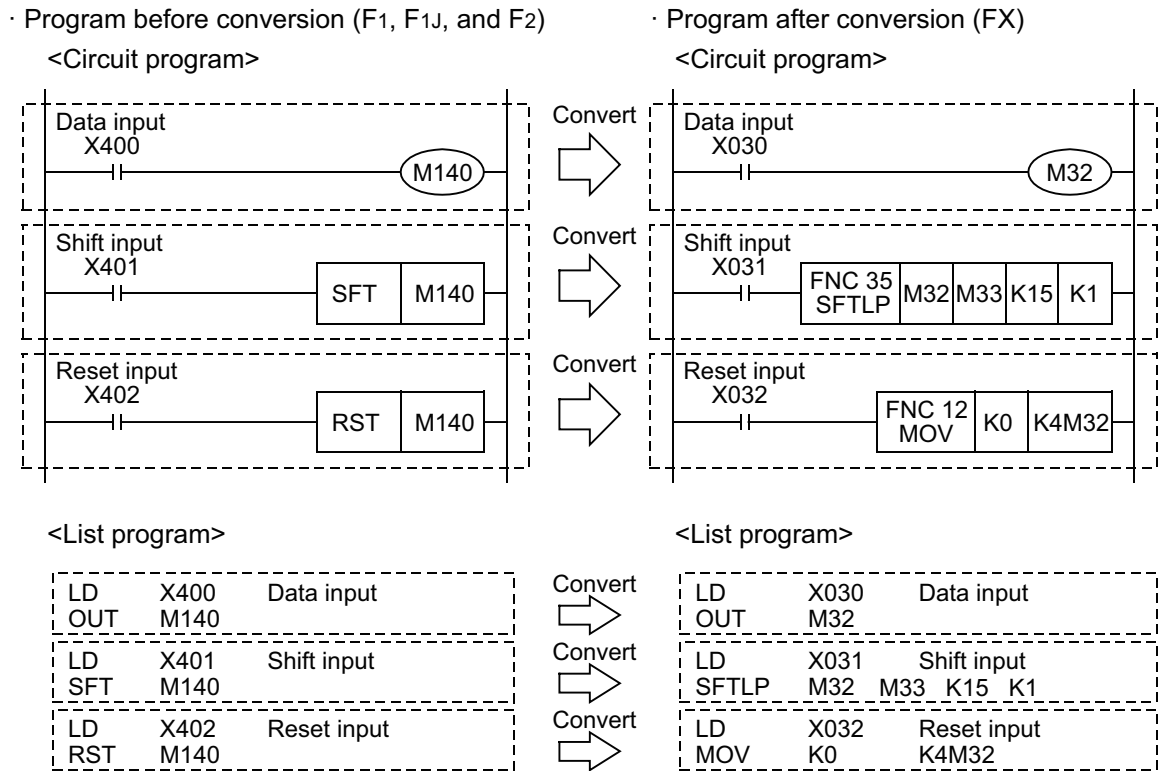 · Program before conversion (F1, F1J, and F2)
<Circuit program>
Data input
X400
M140
Shift input
X401
SFT M140
Reset input
X402
RST M140
Convert
Convert
Convert
· Program after conversion (FX)
<Circuit program>
Data input
X030
M32
Shift input
X031
FNC 35
SFTLP M32 M33 K15 K1
Reset input
X032
FNC 12
MOV K0 K4M32
<List program>
LD X400 Data input
OUT M140
LD X401 Shift input
SFT M140
LD X402 Reset input
RST M140
Convert
Convert
Convert
<List program>
LD X030 Data input
OUT M32
LD X031 Shift input
SFTLP M32 M33 K15 K1
LD X032 Reset input
MOV K0 K4M32